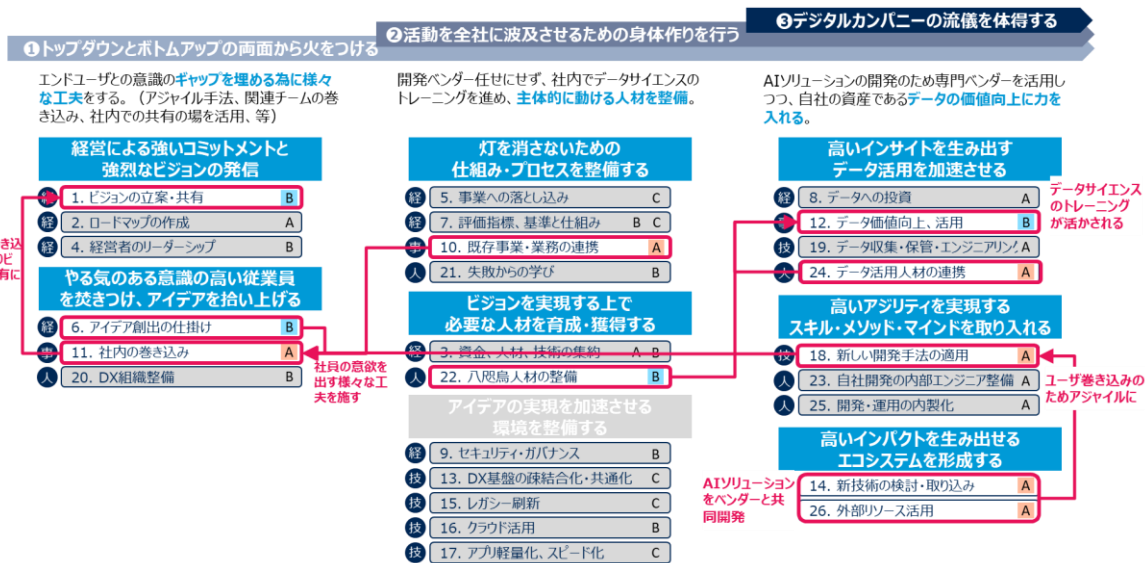 ❶トップダウンとボトムアップの両面から火をつける
エンドユーザとの意識のギャップを埋める為に様々
な工夫をする。（アジャイル手法、関連チームの巻
き込み、社内での共有の場を活用、等）
経営による強いコミットメントと
強烈なビジョンの発信
1. ビジョンの立案・共有 B
経 2. ロードマップの作成 A
経 4. 経営者のリーダーシップ B
き込
有に
やる気のある意識の高い従業員
を焚きつけ、アイデアを拾い上げる
経 6. アイデア創出の仕掛け B
事 11. 社内の巻き込み A
人 20. DX組織整備 B
社員の意欲を
出す様々な工
夫を施す
❷活動を全社に波及させるための身体作りを行う
開発ベンダー任せにせず、社内でデータサイエンスの
トレーニングを進め、主体的に動ける人材を整備。
灯を消さないための
仕組み・プロセスを整備する
経 5. 事業への落とし込み C
経 7. 評価指標、基準と仕組み B C
事 10. 既存事業・業務の連携 A
人 21. 失敗からの学び B
ビジョンを実現する上で
必要な人材を育成・獲得する
経 3. 資金、人材、技術の集約 A B
人 22. 八咫烏人材の整備 B
アイデアの実現を加速させる
環境を整備する
経 9. セキュリティ・ガバナンス B
技 13. DX基盤の疎結合化・共通化 C
技 15. レガシー刷新 C
技 16. クラウド活用 B
技 17. アプリ軽量化、スピード化 C
❸デジタルカンパニーの流儀を体得する
AIソリューションの開発のため専門ベンダーを活用し
つつ、自社の資産であるデータの価値向上に力を
入れる。
高いインサイトを生み出す
データ活用を加速させる
経 8. データへの投資 A
12. データ価値向上、活用 B
技 19. データ収集・保管・エンジニアリング A
人 24. データ活用人材の連携 A
データサイエンス
のトレーニング
が活かされる
高いアジリティを実現する
スキル・メソッド・マインドを取り入れる
技 18. 新しい開発手法の適用 A
人 23. 自社開発の内部エンジニア整備 A
人 25. 開発・運用の内製化 A
ユーザ巻き込みの
ためアジャイルに
高いインパクトを生み出せる
エコシステムを形成する
14. 新技術の検討・取り込み A
26. 外部リソース活用 A
AIソリューション
をベンダーと共
同開発